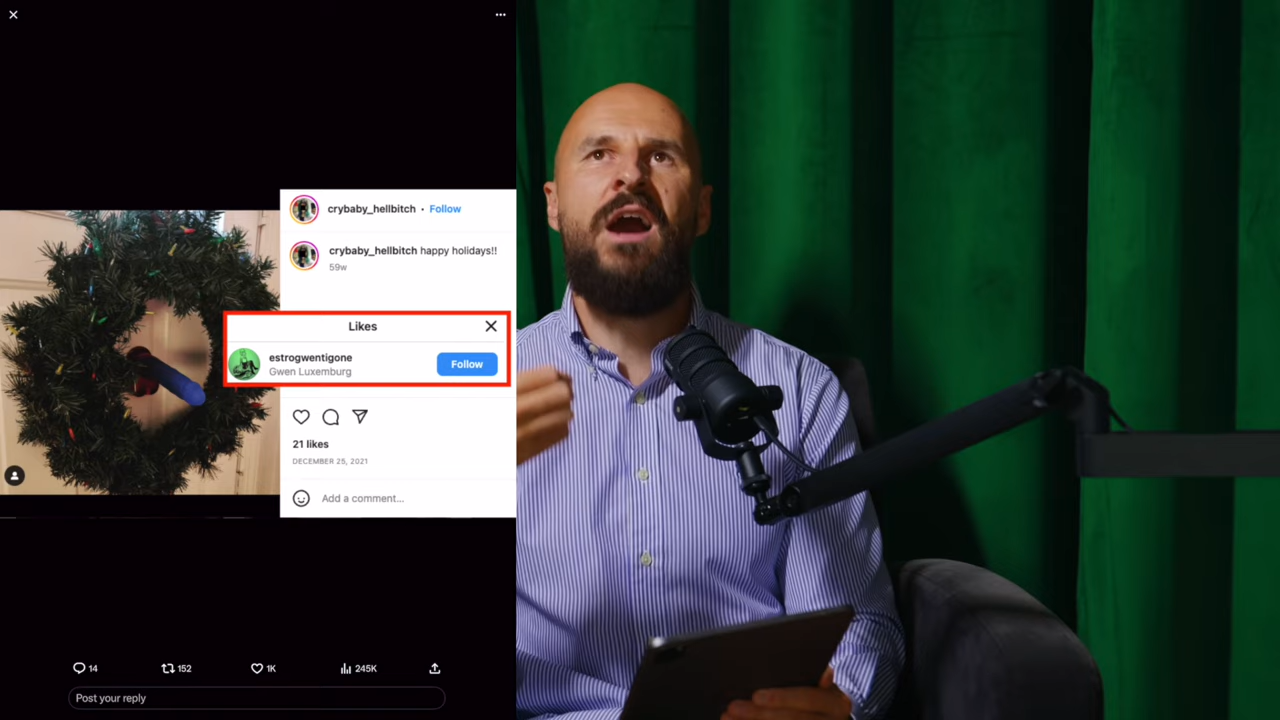 crybaby_hellbitch • Follow
crybaby_hellbitch happy holidays!!
59w
Likes
estrogwentigone
Gwen Luxemburg
Follow
21 likes
DECEMBER 25, 2021
Add a comment...
14
152
1K
245K
Post your reply